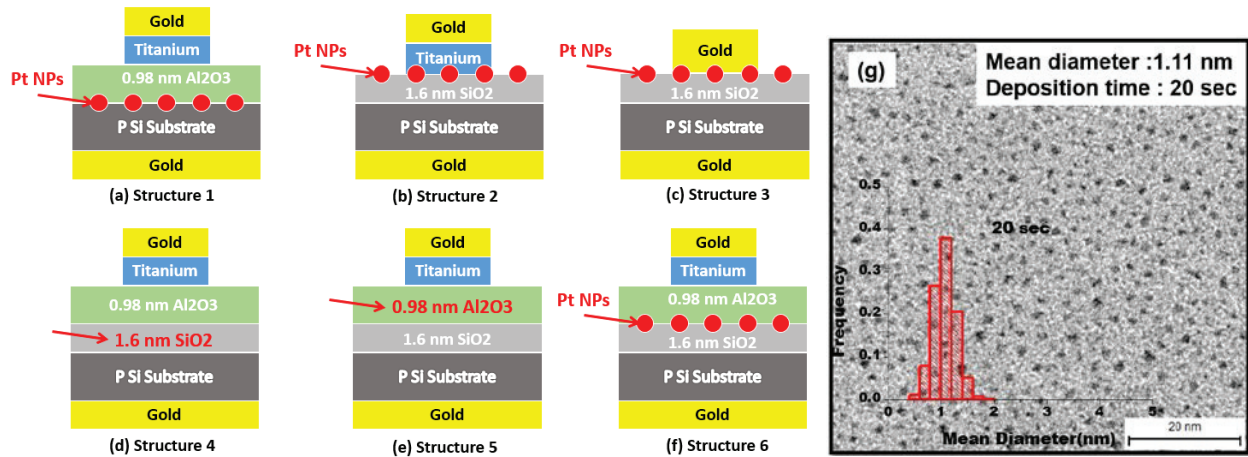 Gold
Titanium
Pt NPs
0.98 nm Al2O3
P Si Substrate
Gold
(a) Structure 1
Gold
Pt NPs
Titanium
1.6 nm SiO2
P Si Substrate
Gold
(b) Structure 2
Pt NPs
Gold
1.6 nm SiO2
P Si Substrate
Gold
(c) Structure 3
Gold
Titanium
0.98 nm Al2O3
1.6 nm SiO2
P Si Substrate
Gold
(d) Structure 4
Gold
Titanium
0.98 nm Al2O3
1.6 nm SiO2
P Si Substrate
Gold
(e) Structure 5
Gold
Titanium
Pt NPs
0.98 nm Al2O3
1.6 nm SiO2
P Si Substrate
Gold
(f) Structure 6
(g)
Mean diameter :1.11 nm
Deposition time : 20 sec
0.5
0.4
0.3
0.2
0.1
0.0
Frequency
20 sec
0 1 2 3 4 5
Mean Diameter(nm)
20 nm